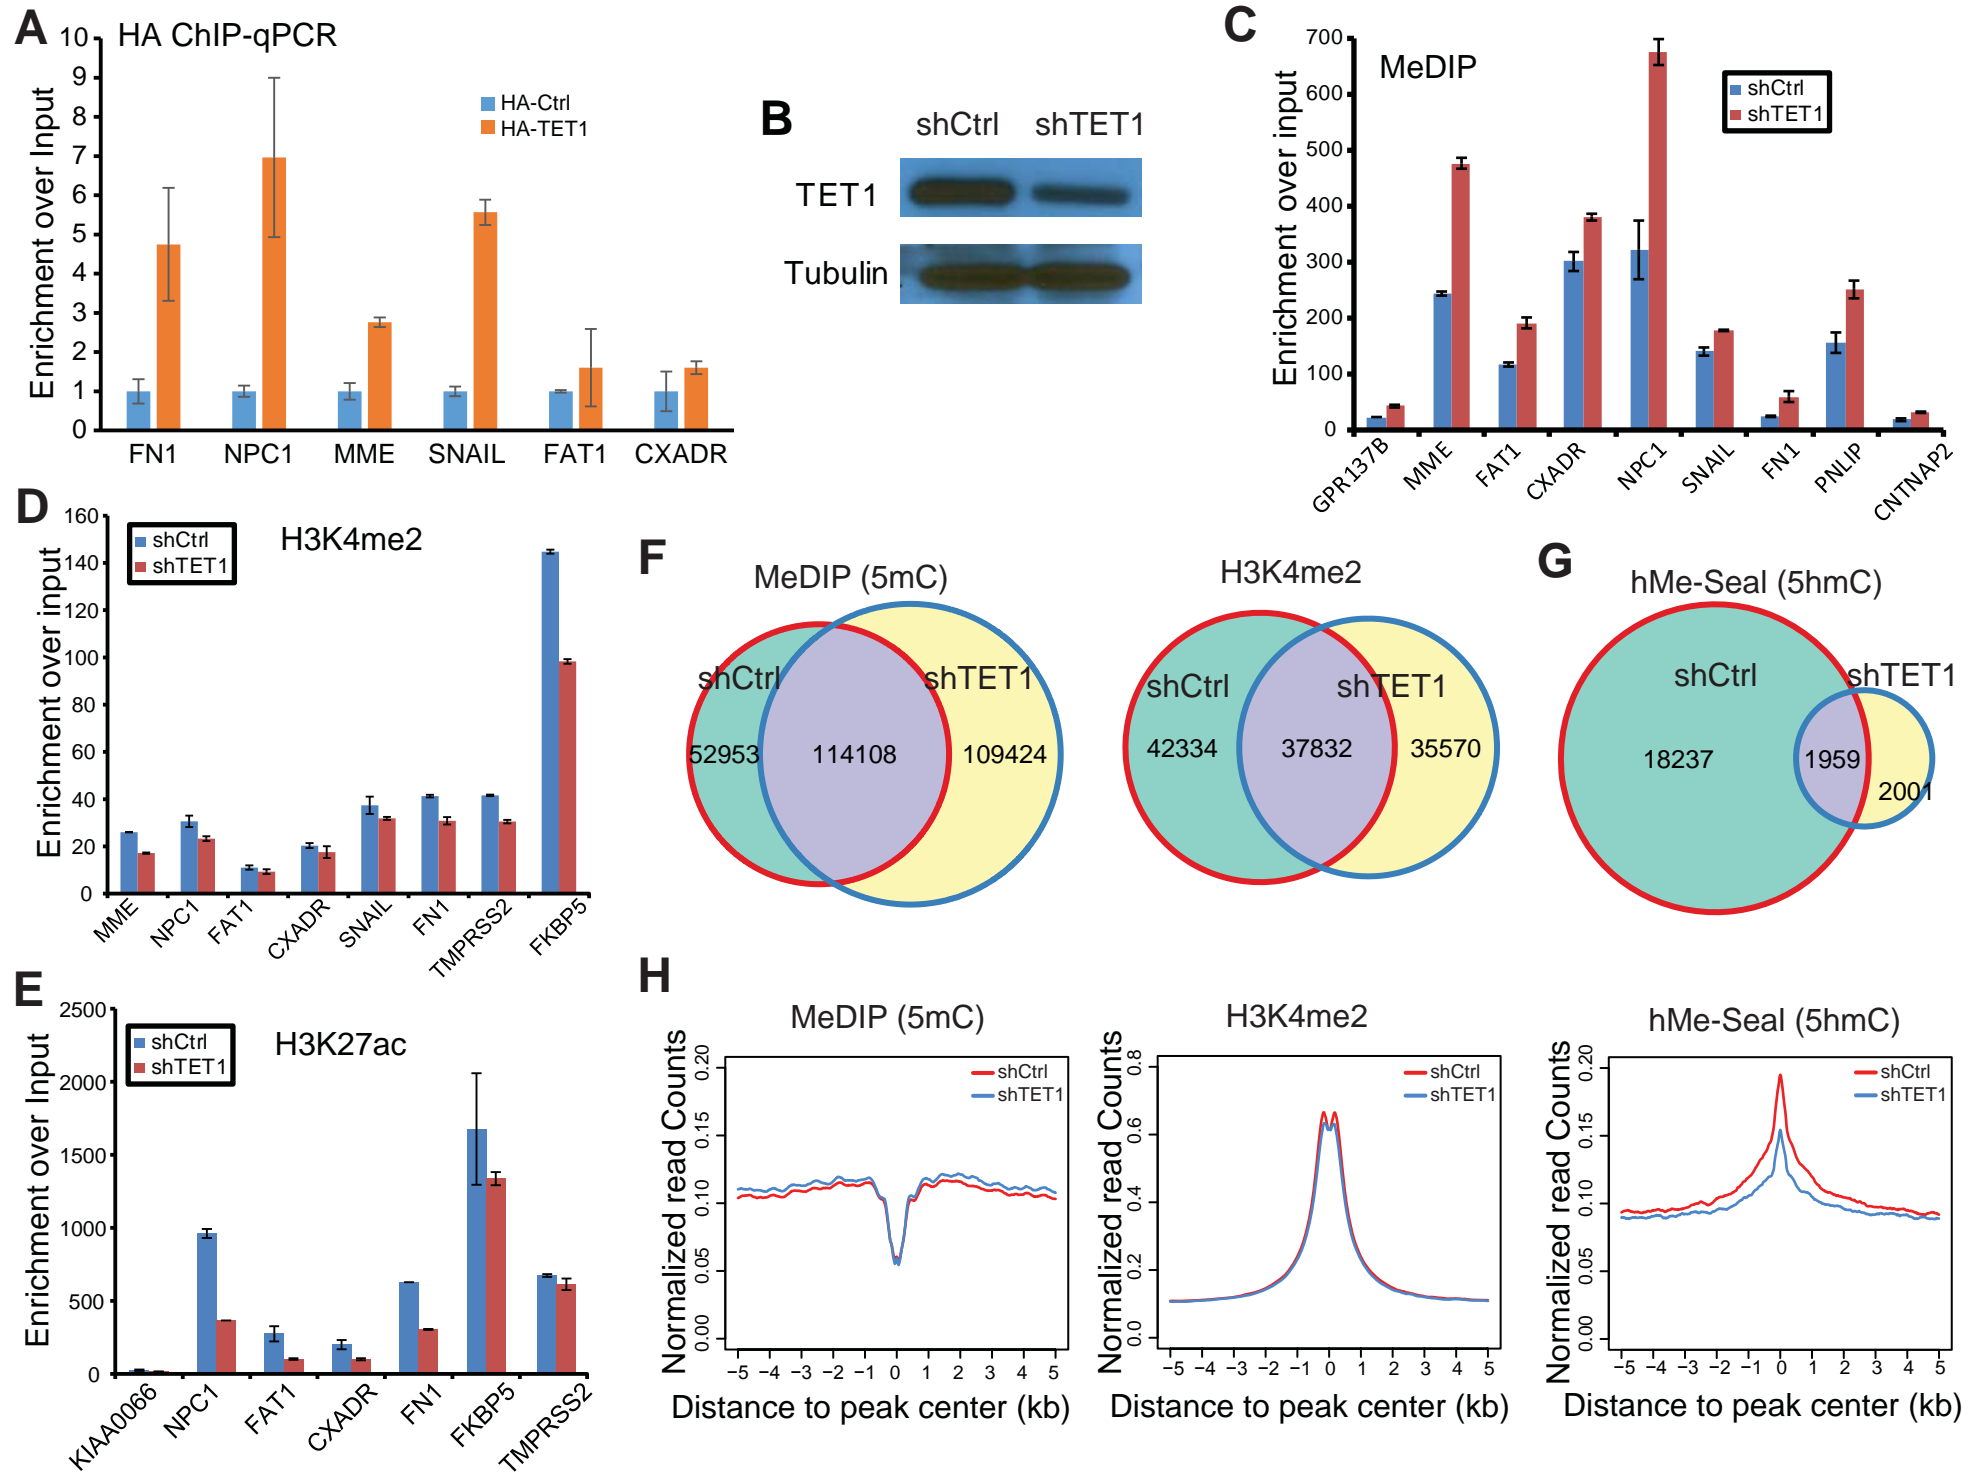 A
HA ChIP-qPCR
Enrichment over Input
10
9
8
7
6
5
4
3
2
1
0
HA-Ctrl
HA-TET1
FN1 NPC1 MME SNAIL FAT1 CXADR
B
shCtrl shTET1
TET1
Tubulin
C
MeDIP
Enrichment over input
700
600
500
400
300
200
100
0
shCtrl
shTET1
GPR137B MME FAT1 CXADR NPC1 SNAIL FN1 PNLIP CNTNAP2
D
H3K4me2
Enrichment over input
160
140
120
100
80
60
40
20
0
shCtrl
shTET1
MME NPC1 FAT1 CXADR SNAIL FN1 TMPRSS2 FKBP5
E
H3K27ac
Enrichment over Input
2500
2000
1500
1000
500
0
shCtrl
shTET1
KIAA0066 NPC1 FAT1 CXADR FN1 FKBP5 TMPRSS2
F
MeDIP (5mC)
shCtrl shTET1
52953 114108 109424
H3K4me2
shCtrl shTET1
42334 37832 35570
G
hMe-Seal (5hmC)
shCtrl shTET1
18237 1959 2001
H
MeDIP (5mC)
Normalized read Counts
0.20
0.15
0.10
0.05
0.00
shCtrl
shTET1
−5 −4 −3 −2 −1 0 1 2 3 4 5
Distance to peak center (kb)
H3K4me2
Normalized read Counts
0.8
0.6
0.4
0.2
0.0
shCtrl
shTET1
−5 −4 −3 −2 −1 0 1 2 3 4 5
Distance to peak center (kb)
hMe-Seal (5hmC)
Normalized read Counts
0.20
0.15
0.10
0.05
0.00
shCtrl
shTET1
−5 −4 −3 −2 −1 0 1 2 3 4 5
Distance to peak center (kb)